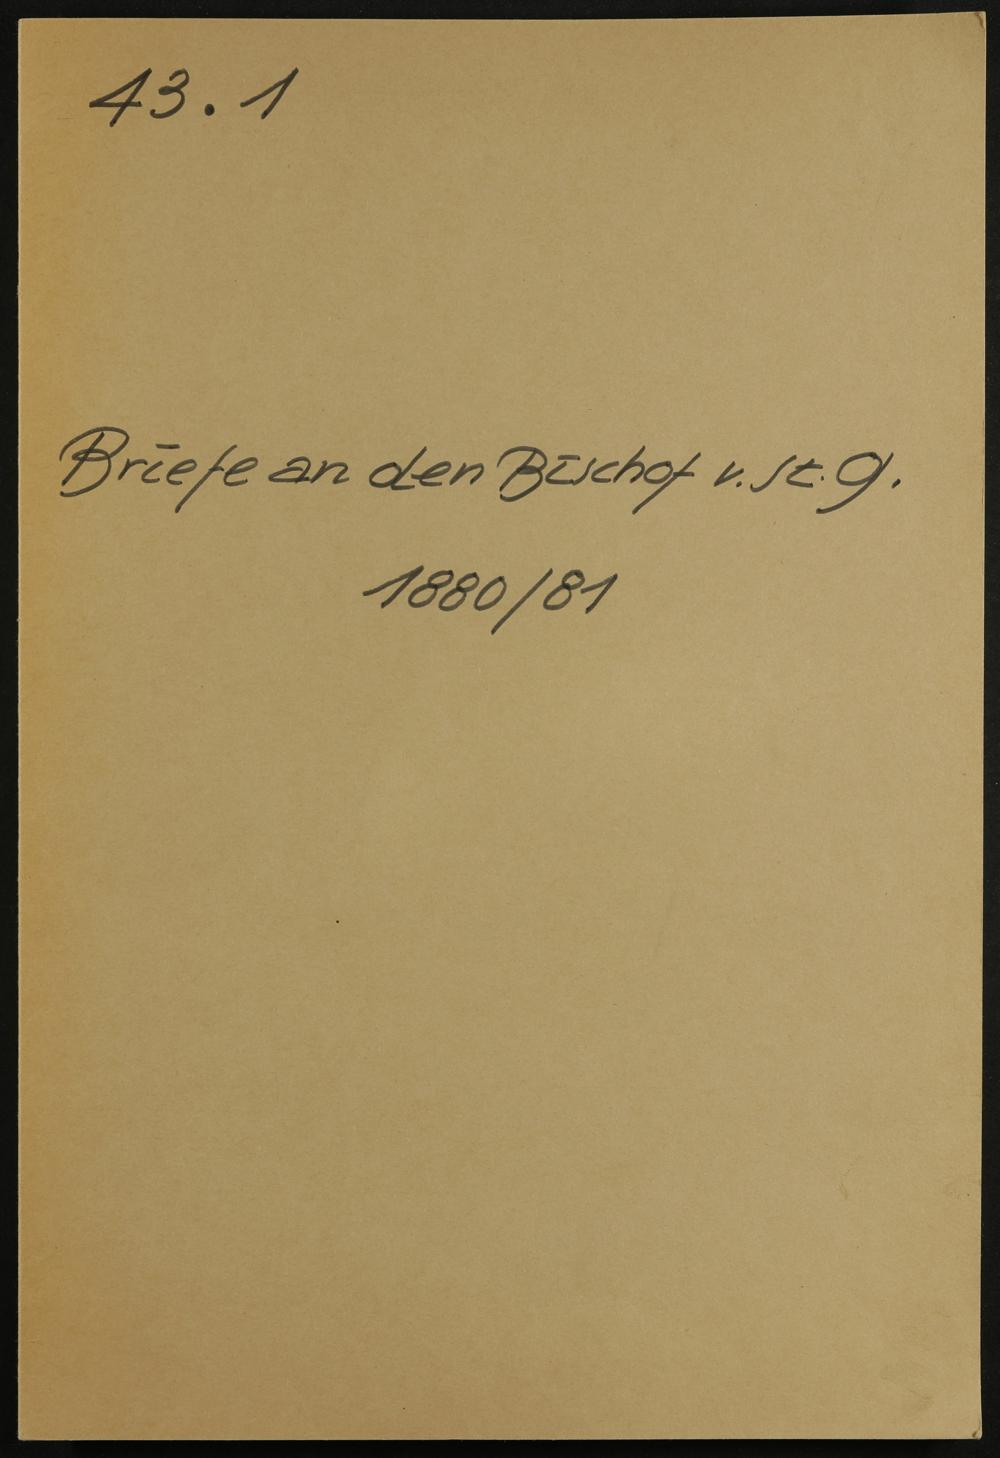 43.1
Briefe an den Bischof v. St. G.
1880/81